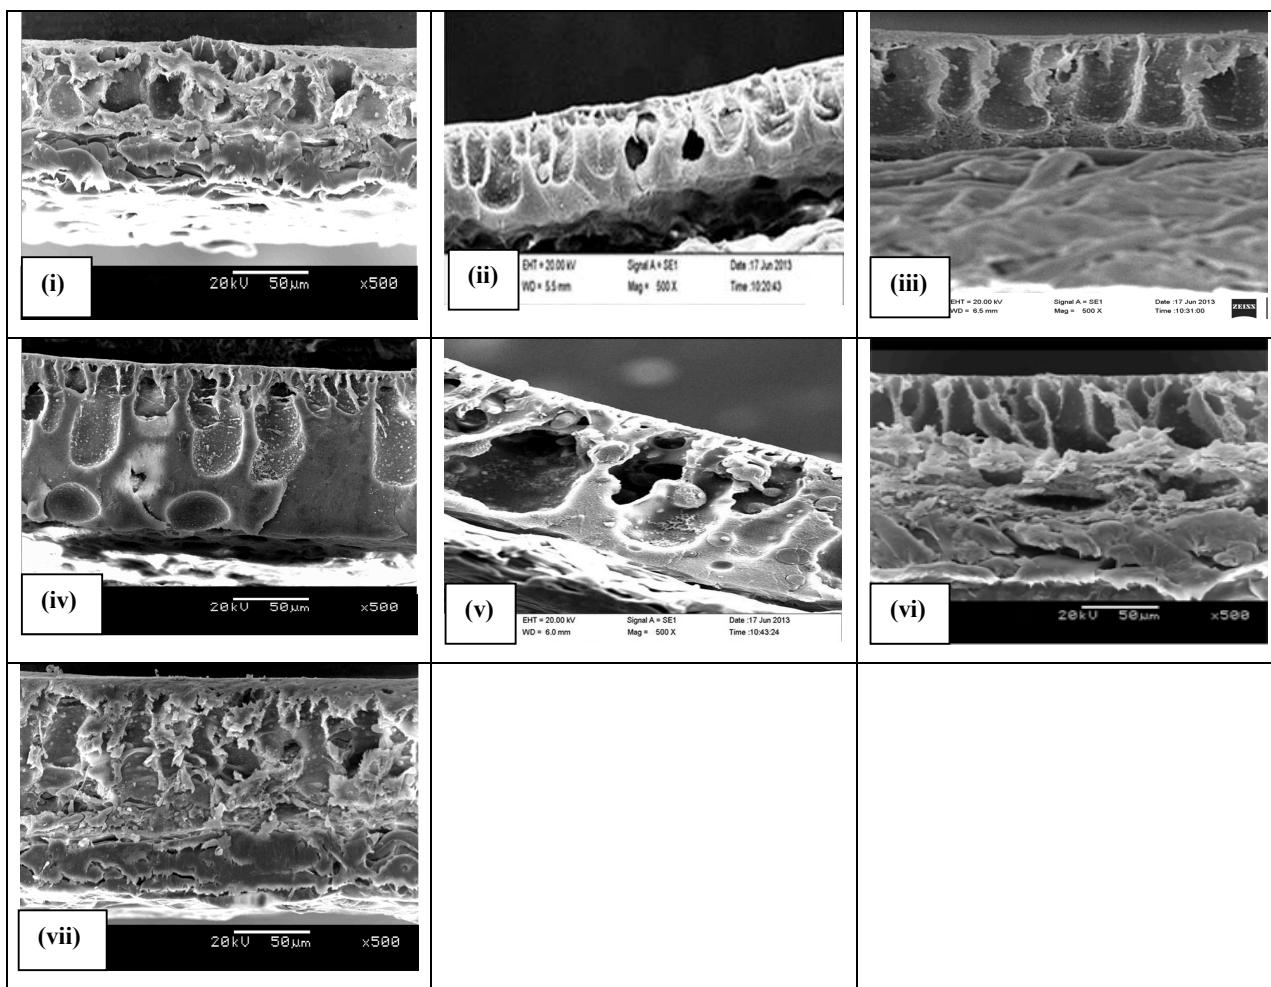 (i)
20kV 50μm x500
(ii)
EHT = 20.00 kV Signal A = SE1 Date :17 Jun 2013
WD = 5.5 mm Mag = 500 X Time :10:20:43
(iii)
EHT = 20.00 kV Signal A = SE1 Date :17 Jun 2013
WD = 6.5 mm Mag = 500 X Time :10:31:00
ZEISS
(iv)
20kV 50μm x500
(v)
EHT = 20.00 kV Signal A = SE1 Date :17 Jun 2013
WD = 6.0 mm Mag = 500 X Time :10:43:24
(vi)
20kV 50μm x500
(vii)
20kV 50μm x500